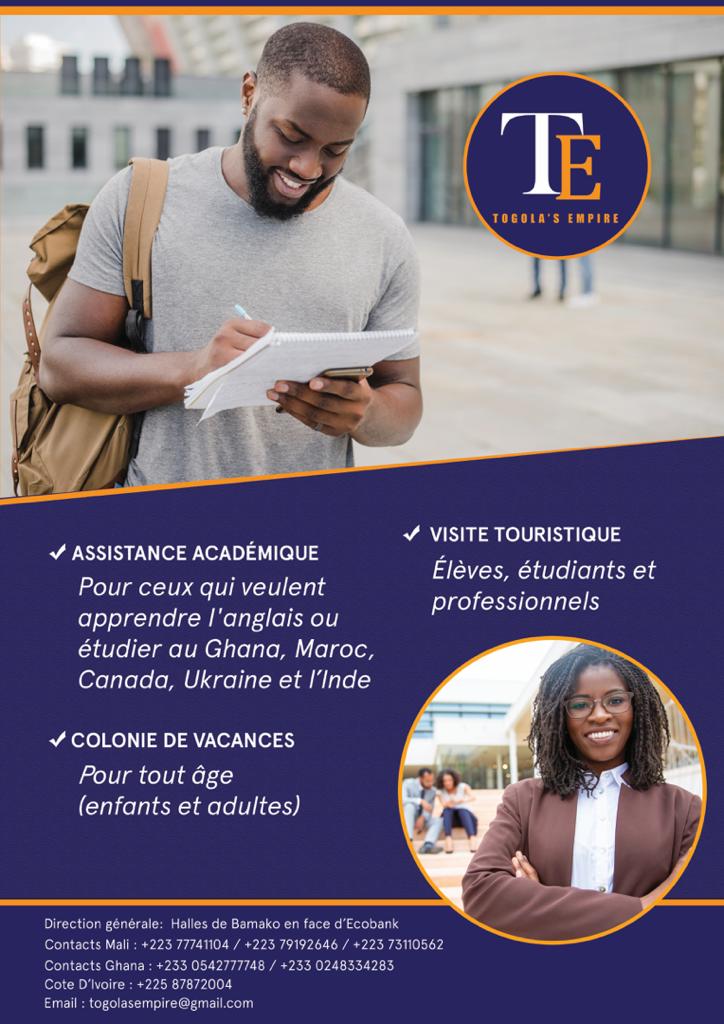 TE
TOGOLA'S EMPIRE
ASSISTANCE ACADÉMIQUE
Pour ceux qui veulent
apprendre l'anglais ou
étudier au Ghana, Maroc,
Canada, Ukraine et l’Inde
COLONIE DE VACANCES
Pour tout âge
(enfants et adultes)
VISITE TOURISTIQUE
Élèves, étudiants et
professionnels
Direction générale: Halles de Bamako en face d’Ecobank
Contacts Mali : +223 77741104 / +223 79192646 / +223 73110562
Contacts Ghana : +233 0542777748 / +233 0248334283
Cote D’Ivoire : +225 87872004
Email : togolasempire@gmail.com